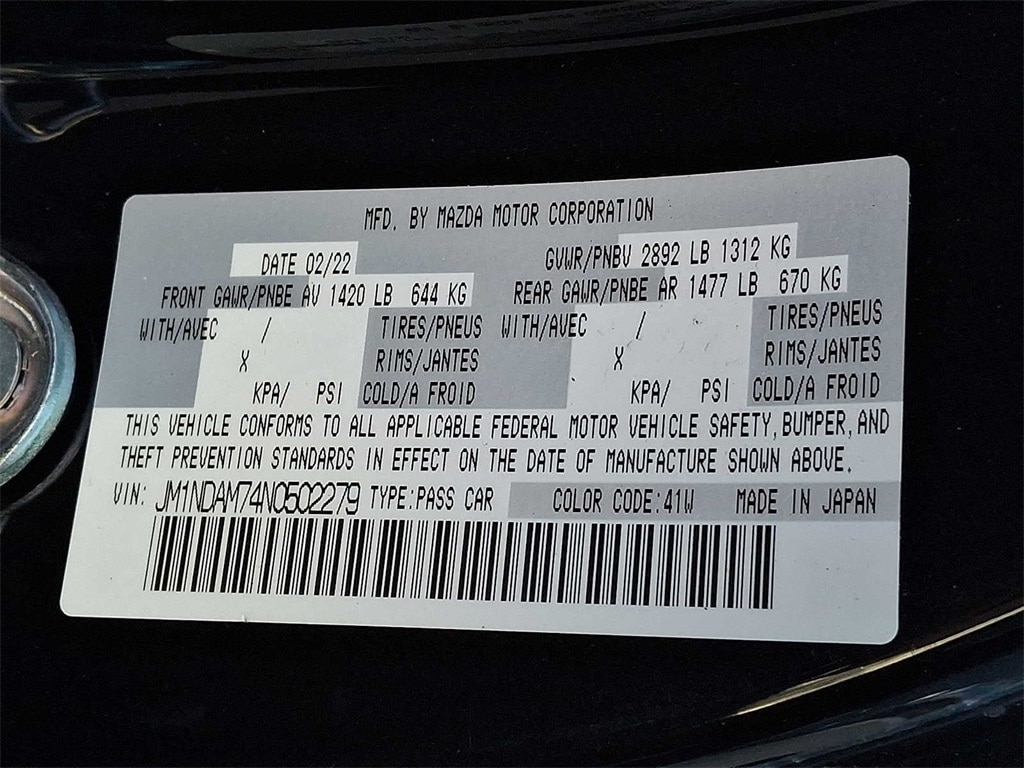 MFD. BY MAZDA MOTOR CORPORATION
DATE 02/22 GVWR/PNBV 2892 LB 1312 KG
FRONT GAWR/PNBE AV 1420 LB 644 KG REAR GAWR/PNBE AR 1477 LB 670 KG
WITH/AVEC / TIRES/PNEUS WITH/AVEC / TIRES/PNEUS
X RIMS/JANTES X RIMS/JANTES
KPA/ PSI COLD/A FROID KPA/ PSI COLD/A FROID
THIS VEHICLE CONFORMS TO ALL APPLICABLE FEDERAL MOTOR VEHICLE SAFETY, BUMPER, AND
THEFT PREVENTION STANDARDS IN EFFECT ON THE DATE OF MANUFACTURE SHOWN ABOVE.
VIN: JM1NDAM74N0502279 TYPE:PASS CAR COLOR CODE:41W MADE IN JAPAN